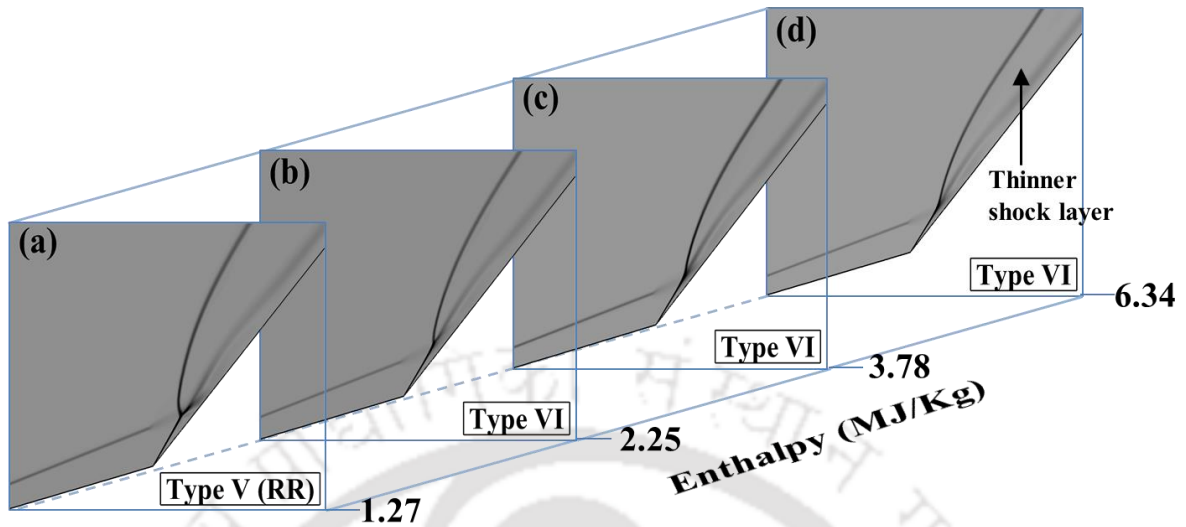 (a)
Type V (RR)
1.27
(b)
Type VI
2.25
(c)
Type VI
3.78
(d)
Thinner
shock layer
Type VI
6.34
Enthalpy (MJ/Kg)